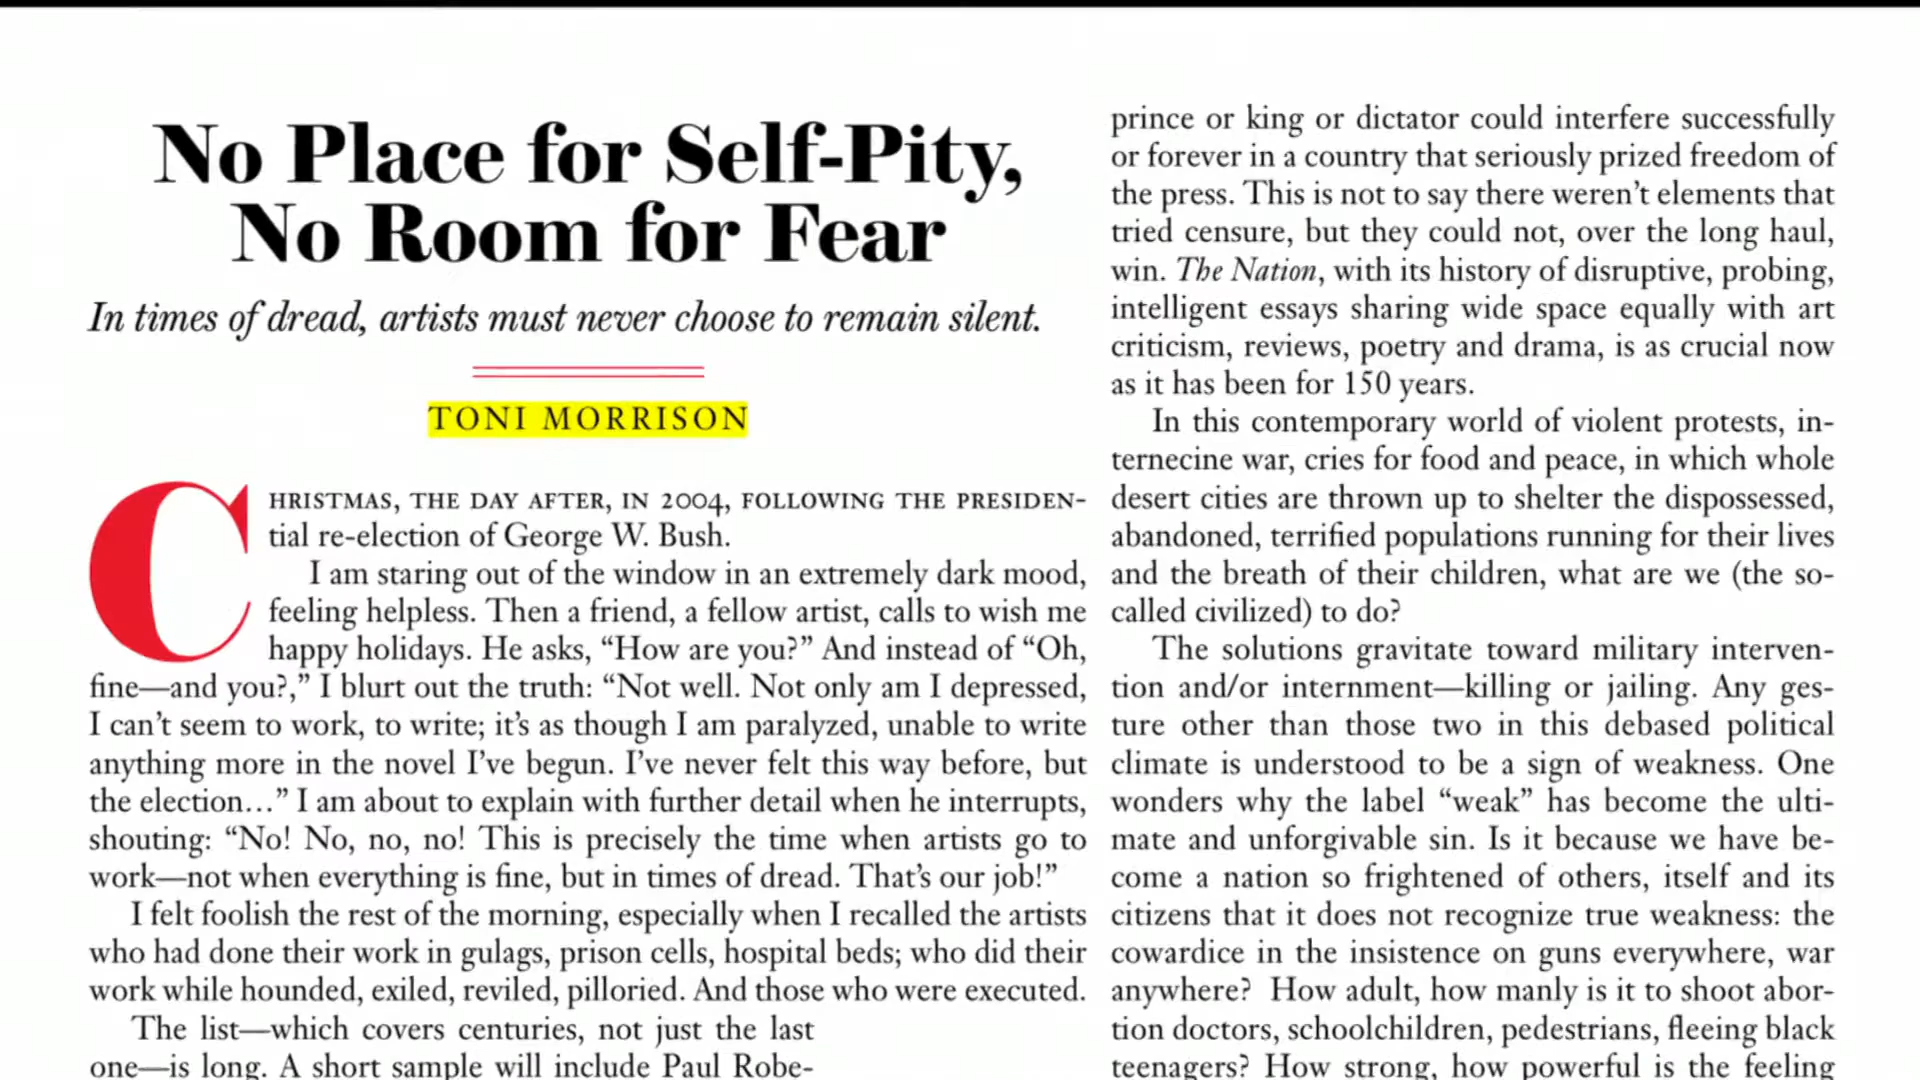 No Place for Self-Pity,
No Room for Fear
In times of dread, artists must never choose to remain silent.
TONI MORRISON
CHRISTMAS, THE DAY AFTER, IN 2004, FOLLOWING THE PRESIDEN-
tial re-election of George W. Bush.
I am staring out of the window in an extremely dark mood,
feeling helpless. Then a friend, a fellow artist, calls to wish me
happy holidays. He asks, “How are you?” And instead of “Oh,
fine—and you?,” I blurt out the truth: “Not well. Not only am I depressed,
I can’t seem to work, to write; it’s as though I am paralyzed, unable to write
anything more in the novel I’ve begun. I’ve never felt this way before, but
the election…” I am about to explain with further detail when he interrupts,
shouting: “No! No, no, no! This is precisely the time when artists go to
work—not when everything is fine, but in times of dread. That’s our job!”
I felt foolish the rest of the morning, especially when I recalled the artists
who had done their work in gulags, prison cells, hospital beds; who did their
work while hounded, exiled, reviled, pilloried. And those who were executed.
The list—which covers centuries, not just the last
one—is long. A short sample will include Paul Robe-
prince or king or dictator could interfere successfully
or forever in a country that seriously prized freedom of
the press. This is not to say there weren’t elements that
tried censure, but they could not, over the long haul,
win. The Nation, with its history of disruptive, probing,
intelligent essays sharing wide space equally with art
criticism, reviews, poetry and drama, is as crucial now
as it has been for 150 years.
In this contemporary world of violent protests, in-
ternecine war, cries for food and peace, in which whole
desert cities are thrown up to shelter the dispossessed,
abandoned, terrified populations running for their lives
and the breath of their children, what are we (the so-
called civilized) to do?
The solutions gravitate toward military interven-
tion and/or internment—killing or jailing. Any ges-
ture other than those two in this debased political
climate is understood to be a sign of weakness. One
wonders why the label “weak” has become the ulti-
mate and unforgivable sin. Is it because we have be-
come a nation so frightened of others, itself and its
citizens that it does not recognize true weakness: the
cowardice in the insistence on guns everywhere, war
anywhere? How adult, how manly is it to shoot abor-
tion doctors, schoolchildren, pedestrians, fleeing black
teenagers? How strong, how powerful is the feeling